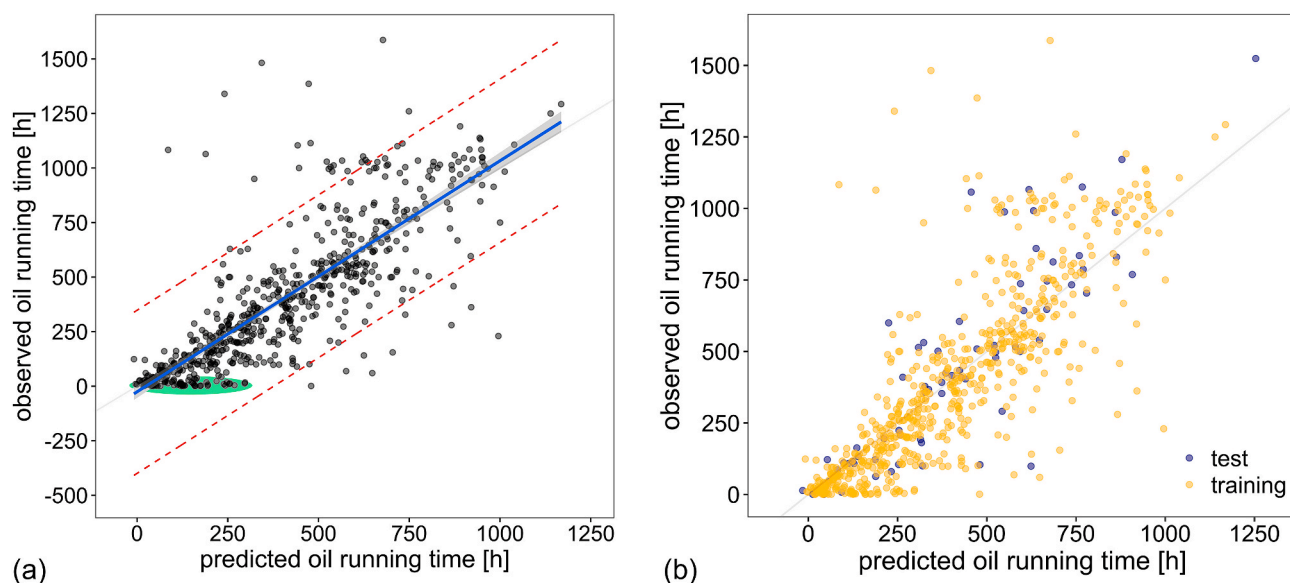 1500
1250
1000
750
500
250
0
-250
-500
observed oil running time [h]
0 250 500 750 1000 1250
predicted oil running time [h]
(a)
1500
1250
1000
750
500
250
0
observed oil running time [h]
test
training
0 250 500 750 1000 1250
predicted oil running time [h]
(b)